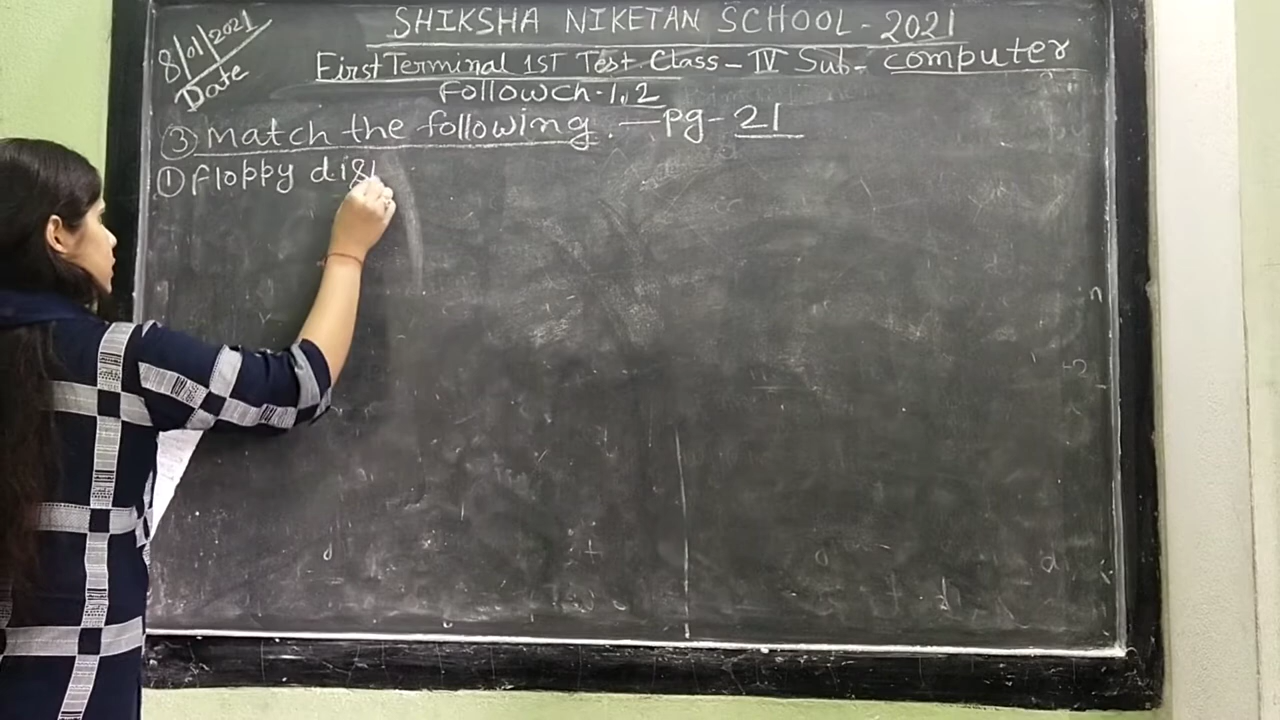 8/01/2021
Date
SHIKSHA NIKETAN SCHOOL - 2021
First Terminal 1ST Test Class - IV Sub - computer
Follow ch - 1, 2
③ Match the following. — pg - 21
① Floppy dis